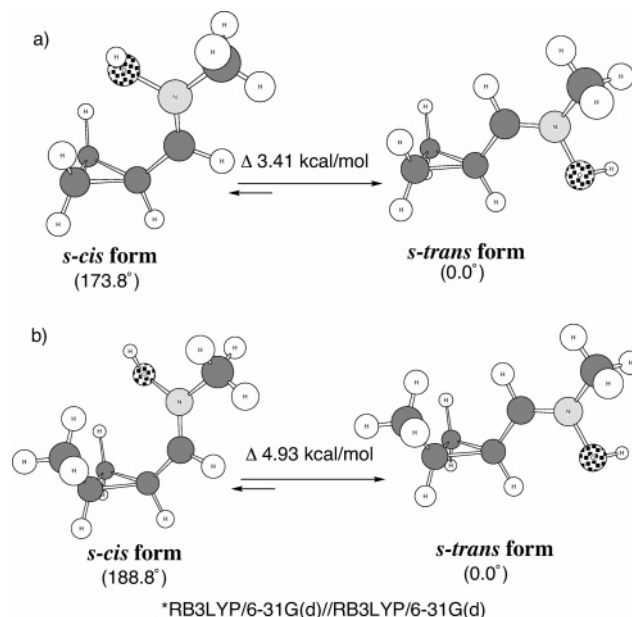 a)
Δ 3.41 kcal/mol
s-cis form
(173.8°)
s-trans form
(0.0°)
b)
Δ 4.93 kcal/mol
s-cis form
(188.8°)
s-trans form
(0.0°)
*RB3LYP/6-31G(d)//RB3LYP/6-31G(d)